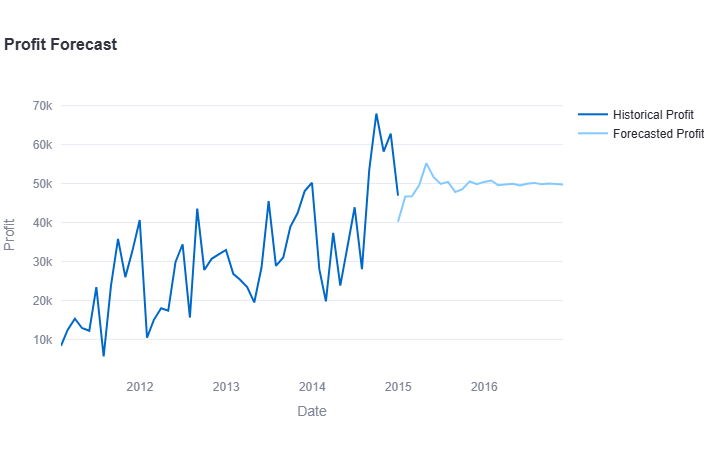 Profit Forecast
70k
60k
50k
40k
30k
20k
10k
Profit
2012
2013
2014
2015
2016
Date
Historical Profit
Forecasted Profit